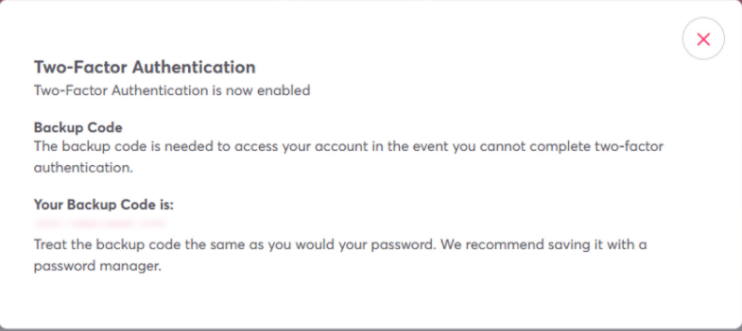 Two-Factor Authentication
Two-Factor Authentication is now enabled
Backup Code
The backup code is needed to access your account in the event you cannot complete two-factor
authentication.
Your Backup Code is:
Treat the backup code the same as you would your password. We recommend saving it with a
password manager.